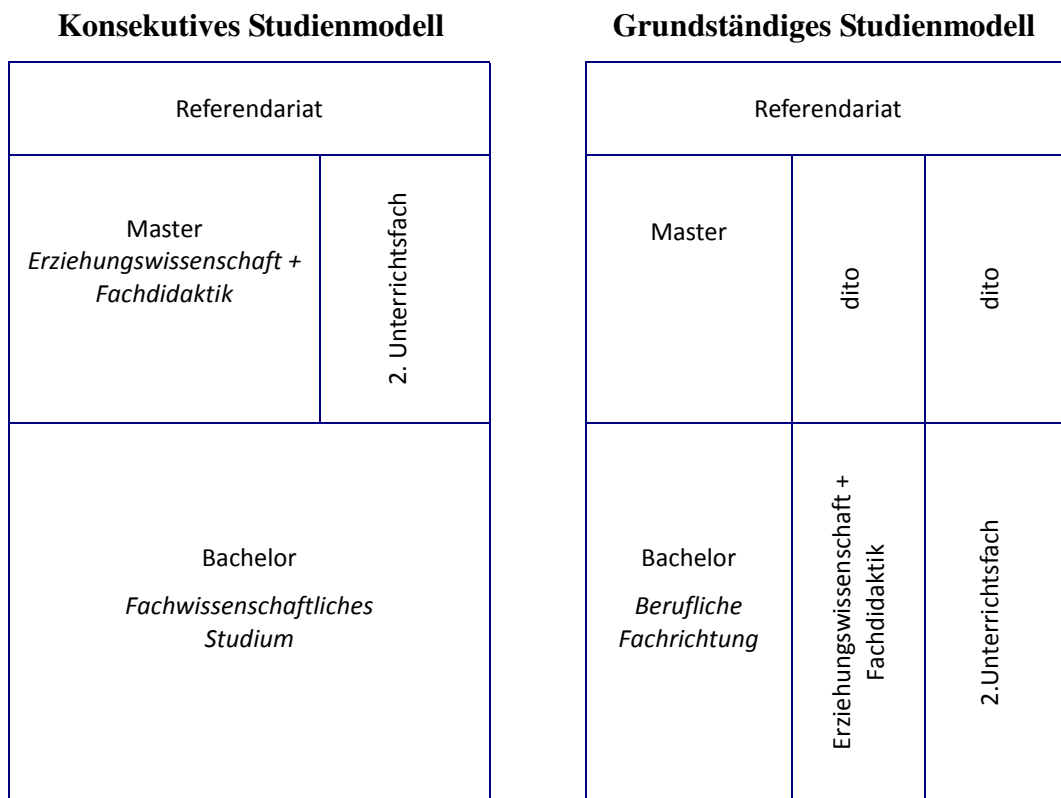 Konsekutives Studienmodell
Referendariat
Master
Erziehungswissenschaft +
Fachdidaktik
2. Unterrichtsfach
Bachelor
Fachwissenschaftliches
Studium
Grundständiges Studienmodell
Referendariat
Master
dito
dito
Bachelor
Berufliche
Fachrichtung
Erziehungswissenschaft +
Fachdidaktik
2.Unterrichtsfach